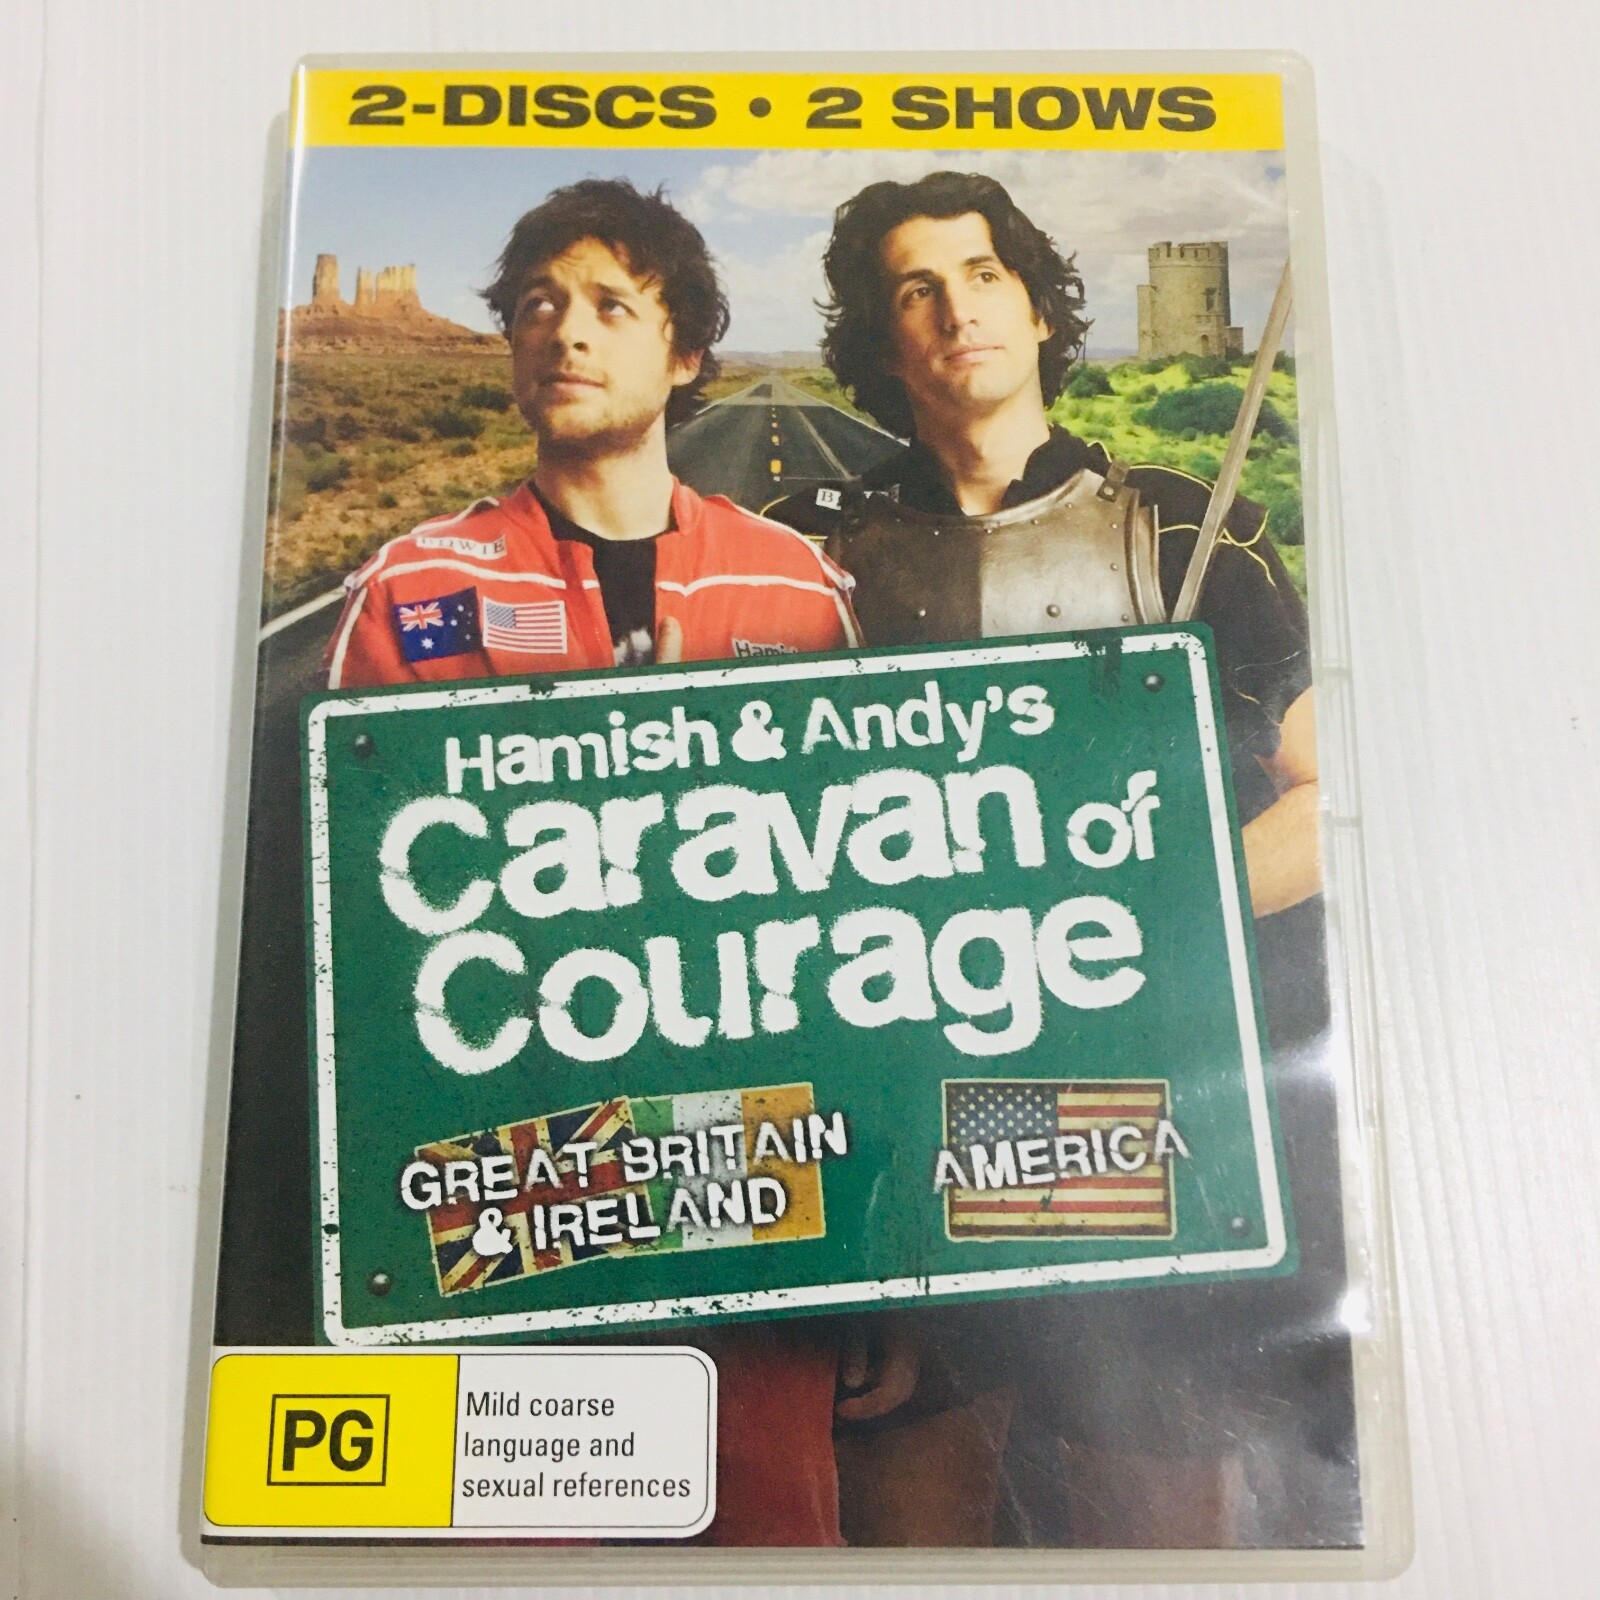 2-DISCS • 2 SHOWS
Hamish & Andy's
Caravan of
Courage
GREAT BRITAIN
& IRELAND
AMERICA
PG
Mild coarse
language and
sexual references